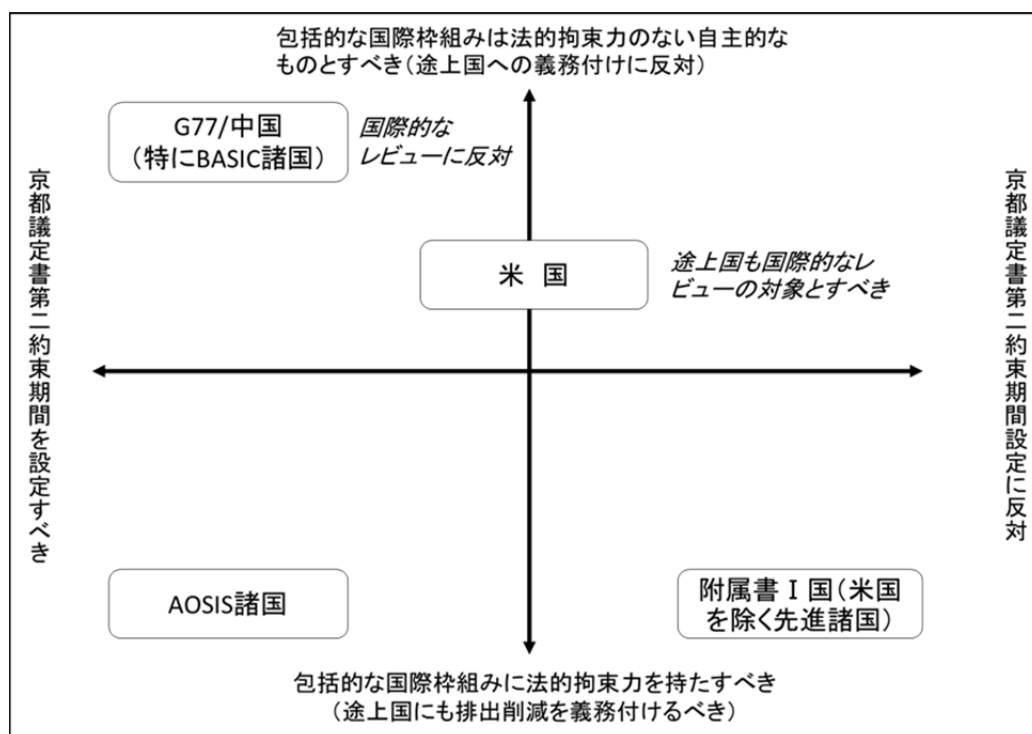 包括的な国際枠組みは法的拘束力のない自主的な
ものとすべき（途上国への義務付けに反対）
G77/中国
（特にBASIC諸国）
国際的な
レビューに反対
京都議定書第二約束期間を設定すべき
京都議定書第二約束期間設定に反対
米　国
途上国も国際的なレ
ビューの対象とすべき
AOSIS諸国
附属書Ⅰ国（米国
を除く先進諸国）
包括的な国際枠組みに法的拘束力を持たすべき
（途上国にも排出削減を義務付けるべき）